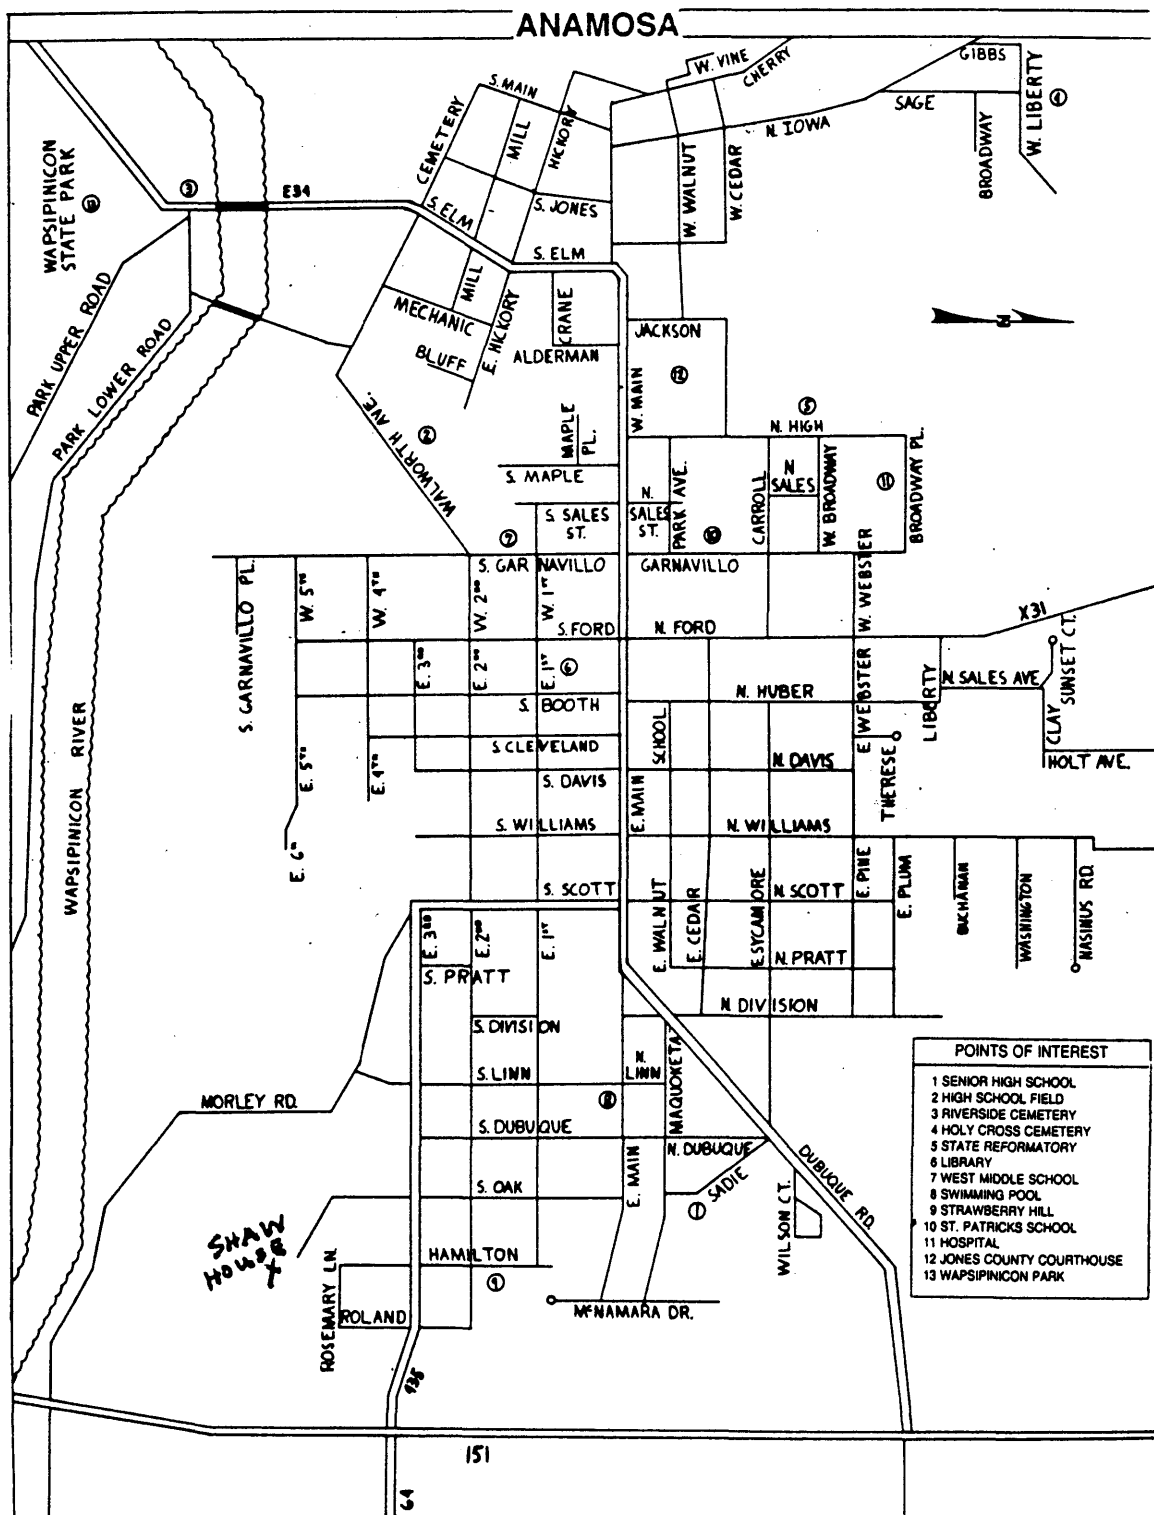 ANAMOSA
W. VINE
CHERRY
GIBBS
W. LIBERTY
4
S. MAIN
CEMETERY
MILL
HICKORY
SAGE
N. IOWA
BROADWAY
W. WALNUT
W. CEDAR
WAPSIPINICON
STATE PARK
13
3
E34
S. ELM
S. JONES
S. ELM
MILL
E. HICKORY
CRANE
MECHANIC
BLUFF
ALDERMAN
JACKSON
PARK UPPER ROAD
PARK LOWER ROAD
W. MAIN
12
5
N. HIGH
WALWORTH AVE.
2
MAPLE
PL.
S. MAPLE
N.
SALES
ST.
PARK AVE.
CARROLL
N
SALES
W. BROADWAY
11
BROADWAY PL.
S. SALES
ST.
7
10
S. GARNAVILLO
GARNAVILLO
S. GARNAVILLO PL.
W. 5TH
W. 4TH
W. 2ND
W. 1ST
W. WEBSTER
X31
S. FORD
N. FORD
E. 3RD
E. 2ND
E. 1ST
6
E WEBSTER
LIBERTY
N SALES AVE.
SUNSET CT.
CLAY
HOLT AVE.
N. HUBER
S. BOOTH
SCHOOL
S. CLEVELAND
N. DAVIS
S. DAVIS
THERESE
E. 5TH
E. 4TH
WAPSIPINICON RIVER
E. MAIN
S. WILLIAMS
N. WILLIAMS
E. 6TH
E. PINE
E. PLUM
BUCHANAN
WASHINGTON
NASINUS RD.
S. SCOTT
N. SCOTT
E. WALNUT
E. CEDAR
E. SYCAMORE
E. 3RD
E. 2ND
E. 1ST
S. PRATT
N. PRATT
N. DIVISION
S. DIVISION
S. LINN
N.
LINN
MAQUOKETA
MORLEY RD.
8
S. DUBUQUE
N. DUBUQUE
DUBUQUE RD.
E. MAIN
SADIE
1
WILSON CT.
S. OAK
SHAW
HOUSE
X
HAMILTON
9
ROSEMARY LN.
ROLAND
McNAMARA DR.
POINTS OF INTEREST
1 SENIOR HIGH SCHOOL
2 HIGH SCHOOL FIELD
3 RIVERSIDE CEMETERY
4 HOLY CROSS CEMETERY
5 STATE REFORMATORY
6 LIBRARY
7 WEST MIDDLE SCHOOL
8 SWIMMING POOL
9 STRAWBERRY HILL
10 ST. PATRICKS SCHOOL
11 HOSPITAL
12 JONES COUNTY COURTHOUSE
13 WAPSIPINICON PARK
151
64